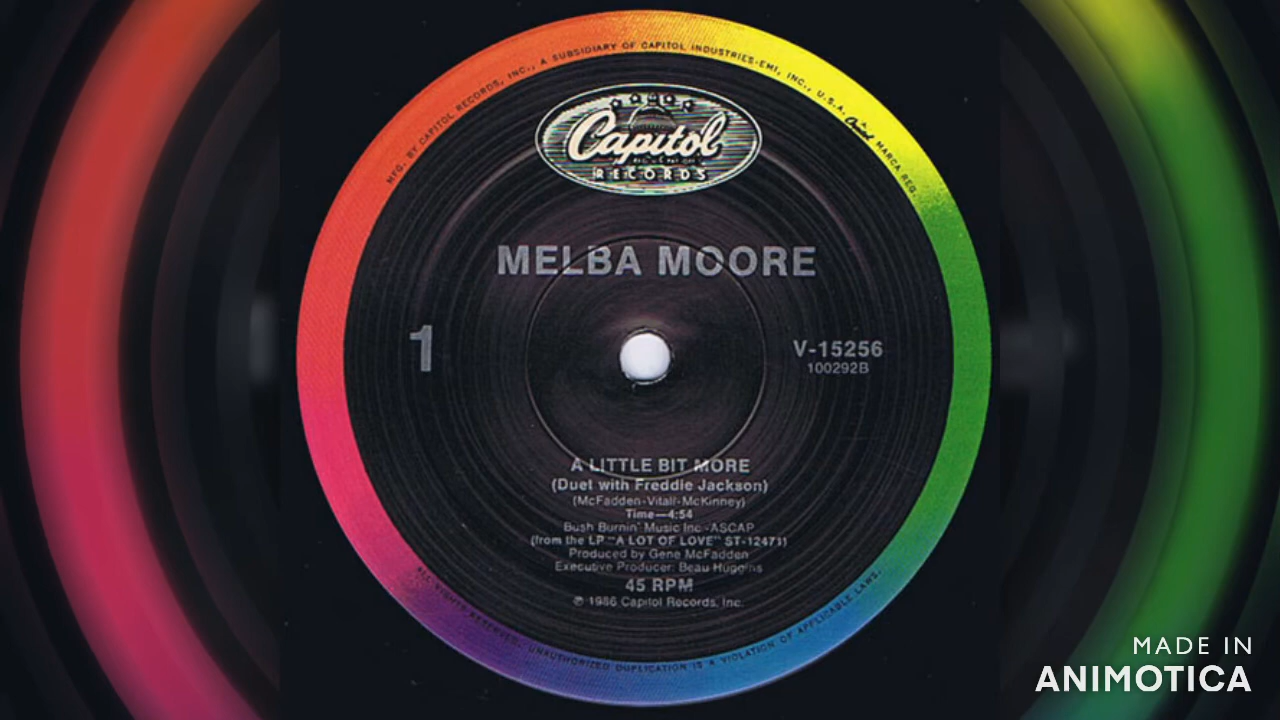 MFG. BY CAPITOL RECORDS, INC., A SUBSIDIARY OF CAPITOL INDUSTRIES-EMI, INC., U.S.A. Capitol MARCA REG.
Capitol
RECORDS
MELBA MOORE
1
V-15256
100292B
A LITTLE BIT MORE
(Duet with Freddie Jackson)
(McFadden-Vitali-McKinney)
Time—4:54
Bush Burnin' Music Inc.-ASCAP
(from the LP "A LOT OF LOVE" ST-12471)
Produced by Gene McFadden
Executive Producer: Beau Huggins
45 RPM
℗ 1986 Capitol Records, Inc.
ALL RIGHTS RESERVED. UNAUTHORIZED DUPLICATION IS A VIOLATION OF APPLICABLE LAWS.
MADE IN
ANIMOTICA